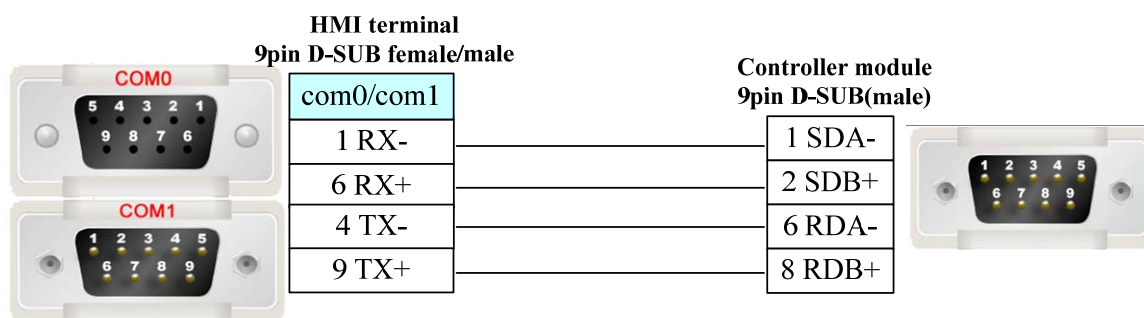 HMI terminal
9pin D-SUB female/male
COM0
5 4 3 2 1
9 8 7 6
COM1
1 2 3 4 5
6 7 8 9
com0/com1
1 RX-
6 RX+
4 TX-
9 TX+
Controller module
9pin D-SUB(male)
1 SDA-
2 SDB+
6 RDA-
8 RDB+
1 2 3 4 5
6 7 8 9